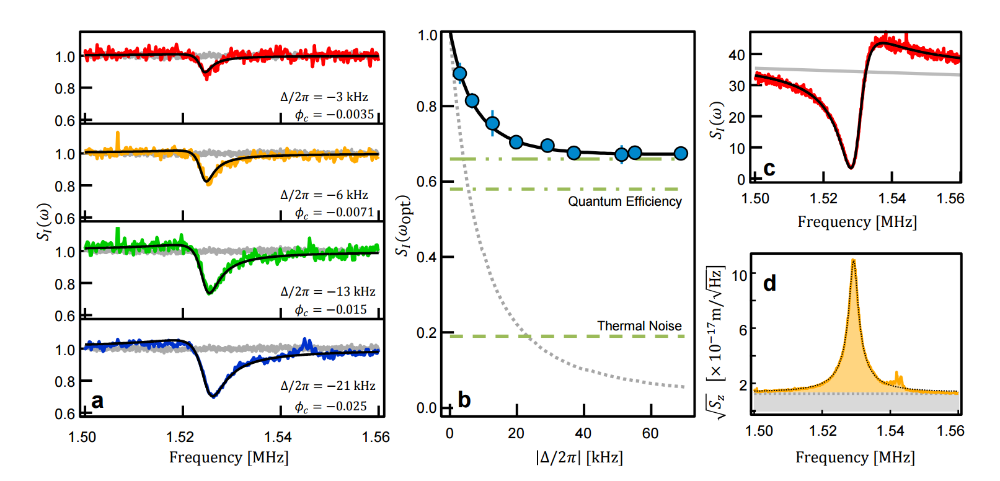 S_I(ω)
1.0
0.8
0.6
Δ/2π = −3 kHz
ϕ_c = −0.0035
1.0
0.8
0.6
Δ/2π = −6 kHz
ϕ_c = −0.0071
1.0
0.8
0.6
Δ/2π = −13 kHz
ϕ_c = −0.015
1.0
0.8
0.6
Δ/2π = −21 kHz
ϕ_c = −0.025
a
1.50 1.52 1.54 1.56
Frequency [MHz]
S_I(ω_opt)
1.0
0.8
0.6
0.4
0.2
0.0
Quantum Efficiency
Thermal Noise
b
0 20 40 60
|Δ/2π| [kHz]
S_I(ω)
40
30
20
10
0
c
1.50 1.52 1.54 1.56
Frequency [MHz]
√S_z [× 10⁻¹⁷m/√Hz]
10
6
2
d
1.50 1.52 1.54 1.56
Frequency [MHz]